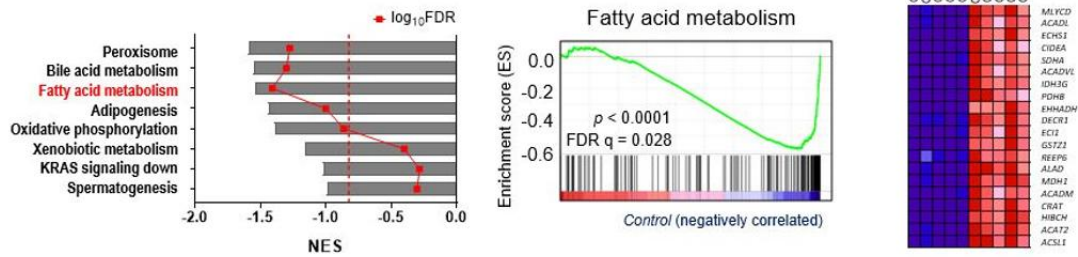 log10FDR
Peroxisome
Bile acid metabolism
Fatty acid metabolism
Adipogenesis
Oxidative phosphorylation
Xenobiotic metabolism
KRAS signaling down
Spermatogenesis
-2.0 -1.5 -1.0 -0.5 0.0
NES
Fatty acid metabolism
Enrichment score (ES)
0.0
-0.2
-0.4
-0.6
p < 0.0001
FDR q = 0.028
Control (negatively correlated)
MLYCD
ACADL
ECHS1
CIDEA
SDHA
ACADVL
IDH3G
PDHB
EHHADH
DECR1
ECI1
GSTZ1
REEP6
ALAD
MDH1
ACADM
CRAT
HIBCH
ACAT2
ACSL1